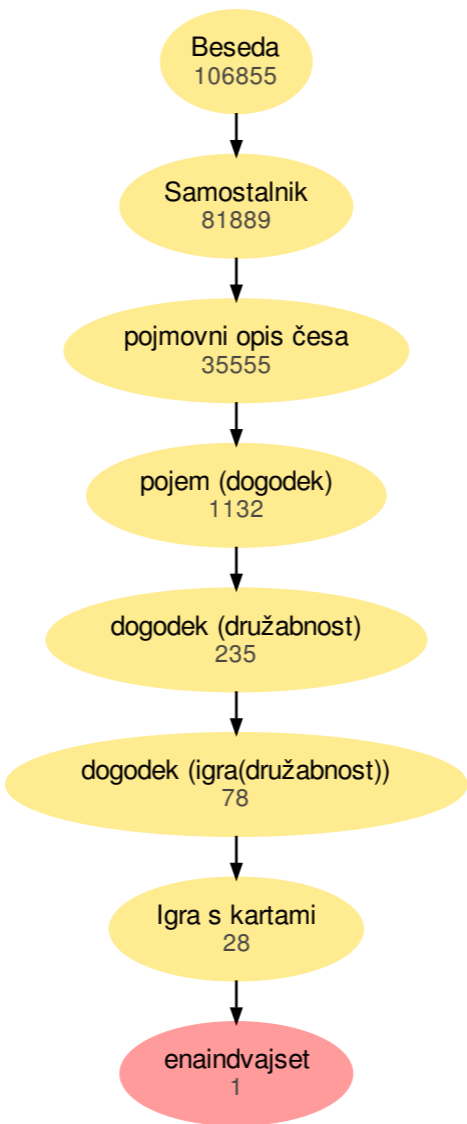 Beseda
106855
Samostalnik
81889
pojmovni opis česa
35555
pojem (dogodek)
1132
dogodek (družabnost)
235
dogodek (igra(družabnost))
78
Igra s kartami
28
enaindvajset
1